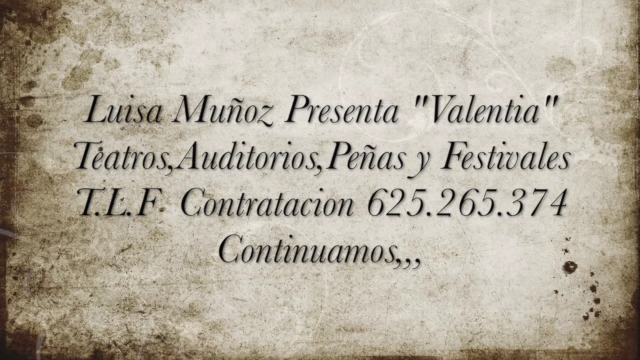 Luisa Muñoz Presenta "Valentia"
Teatros,Auditorios,Peñas y Festivales
T.L.F Contratacion 625.265.374
Continuamos,,,